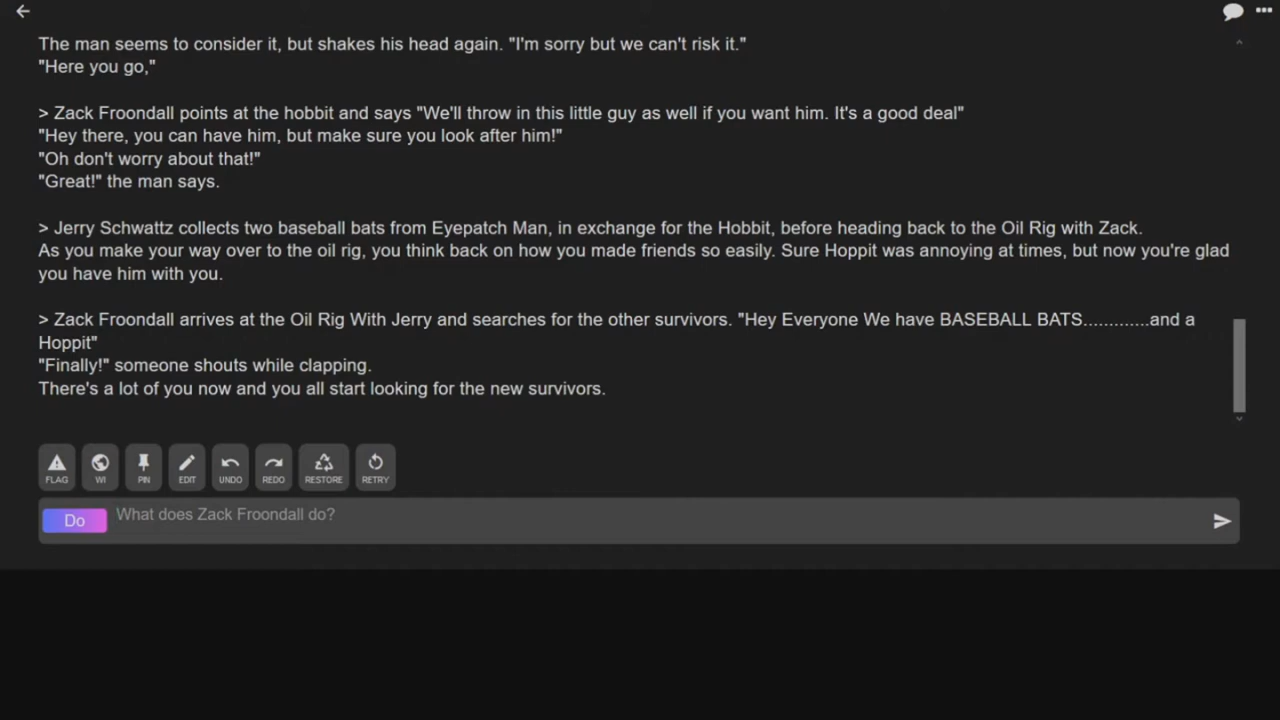 The man seems to consider it, but shakes his head again. "I'm sorry but we can't risk it."
"Here you go,"
> Zack Froondall points at the hobbit and says "We'll throw in this little guy as well if you want him. It's a good deal"
"Hey there, you can have him, but make sure you look after him!"
"Oh don't worry about that!"
"Great!" the man says.
> Jerry Schwattz collects two baseball bats from Eyepatch Man, in exchange for the Hobbit, before heading back to the Oil Rig with Zack.
As you make your way over to the oil rig, you think back on how you made friends so easily. Sure Hoppit was annoying at times, but now you're glad
you have him with you.
> Zack Froondall arrives at the Oil Rig With Jerry and searches for the other survivors. "Hey Everyone We have BASEBALL BATS.............and a
Hoppit"
"Finally!" someone shouts while clapping.
There's a lot of you now and you all start looking for the new survivors.
FLAG WI PIN EDIT UNDO REDO RESTORE RETRY
Do What does Zack Froondall do?